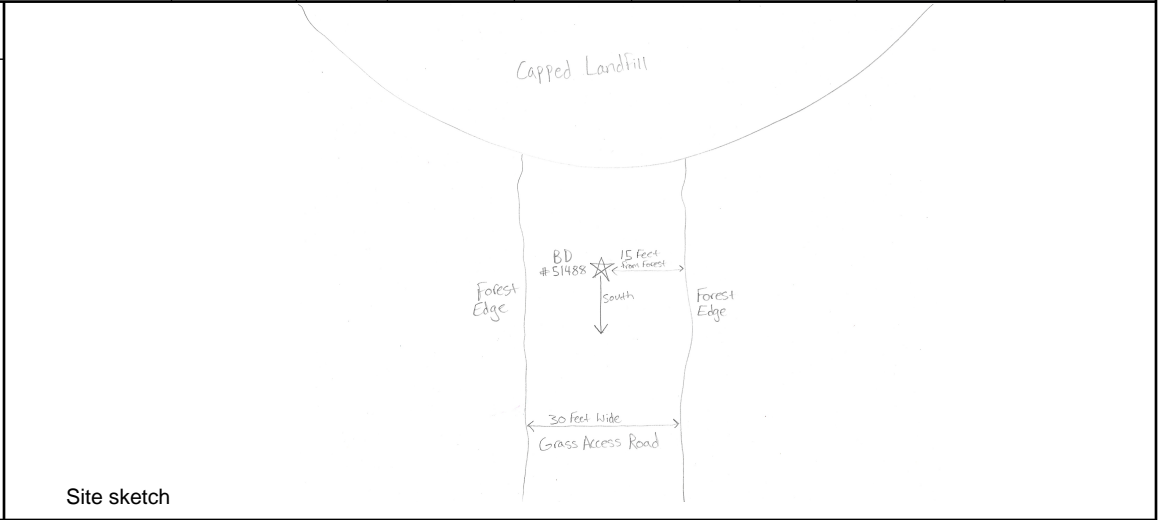 Capped Landfill
BD
#51488
15 feet
from forest
South
Forest
Edge
Forest
Edge
30 Feet Wide
Grass Access Road
Site sketch